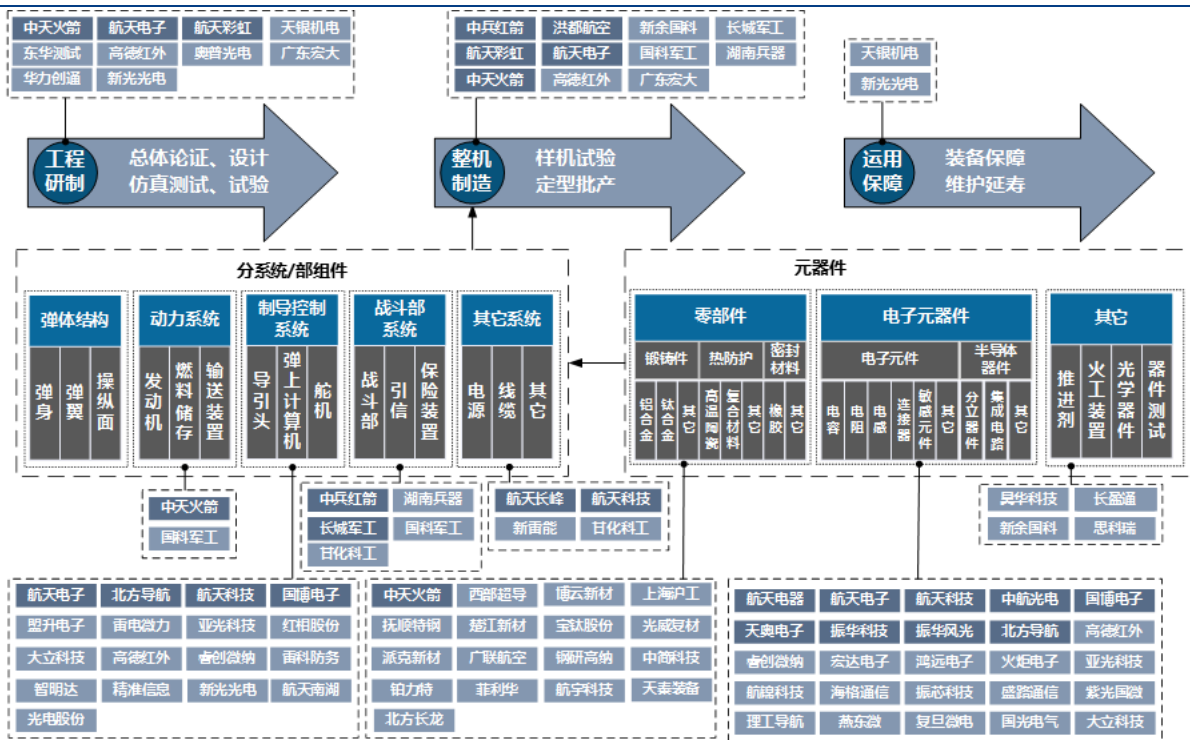 中天火箭 航天电子 航天彩虹 天银机电
东华测试 高德红外 奥普光电 广东宏大
华力创通 新光光电
中兵红箭 洪都航空 新余国科 长城军工
航天彩虹 航天电子 国科军工 湖南兵器
中天火箭 高德红外 广东宏大
天银机电
新光光电
工程
研制
总体论证、设计
仿真测试、试验
整机
制造
样机试验
定型批产
运用
保障
装备保障
维护延寿
分系统/部组件
弹体结构
弹身
弹翼
操纵面
动力系统
发动机
燃料储存
输送装置
制导控制
系统
导引头
弹上计算机
舵机
战斗部
系统
战斗部
引信
保险装置
其它系统
电源
线缆
其它
元器件
零部件
锻铸件
热防护
密封
材料
铝合金
钛合金
其它
高温陶瓷
复合材料
其它
橡胶
其它
电子元器件
电子元件
半导体
器件
电容
电阻
电感
连接器
敏感元件
其它
分立器件
集成电路
其它
其它
推进剂
火工装置
光学器件
器件测试
中天火箭
国科军工
中兵红箭 湖南兵器
长城军工 国科军工
甘化科工
航天长峰 航天科技
新雷能 甘化科工
昊华科技 长盈通
新余国科 思科瑞
航天电子 北方导航 航天科技 国博电子
盟升电子 雷电微力 亚光科技 红相股份
大立科技 高德红外 睿创微纳 雷科防务
智明达 精准信息 新光光电 航天南湖
光电股份
中天火箭 西部超导 博云新材 上海沪工
抚顺特钢 楚江新材 宝钛股份 光威复材
派克新材 广联航空 钢研高纳 中简科技
铂力特 菲利华 航宇科技 天秦装备
北方长龙
航天电器 航天电子 航天科技 中航光电 国博电子
天奥电子 振华科技 振华风光 北方导航 高德红外
睿创微纳 宏达电子 鸿远电子 火炬电子 亚光科技
航锦科技 海格通信 振芯科技 盛路通信 紫光国微
理工导航 燕东微 复旦微电 国光电气 大立科技